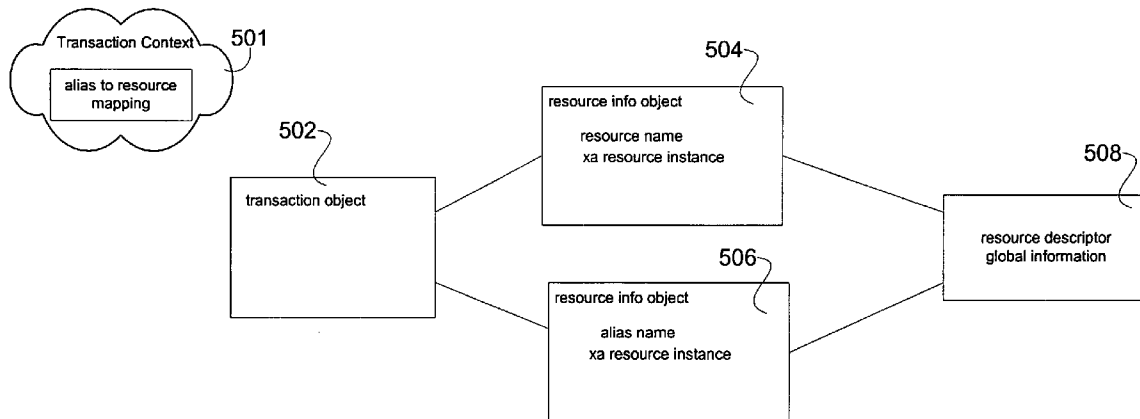 Transaction Context
501
alias to resource
mapping
502
transaction object
504
resource info object
resource name
xa resource instance
506
resource info object
alias name
xa resource instance
508
resource descriptor
global information